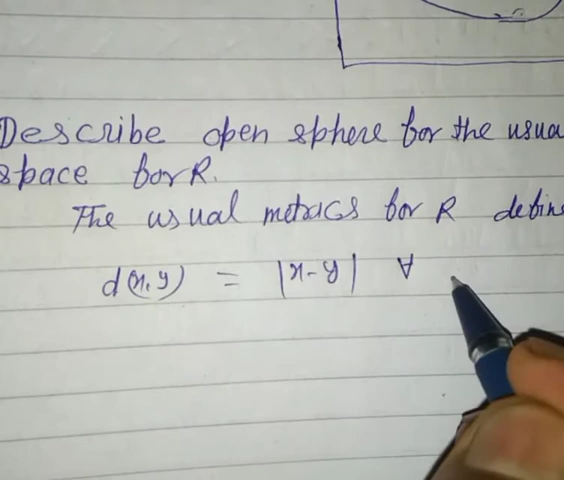 Describe open sphere for the usua
space for R.
The usual metrics for R defin
d(x, y) = |x - y| ∀